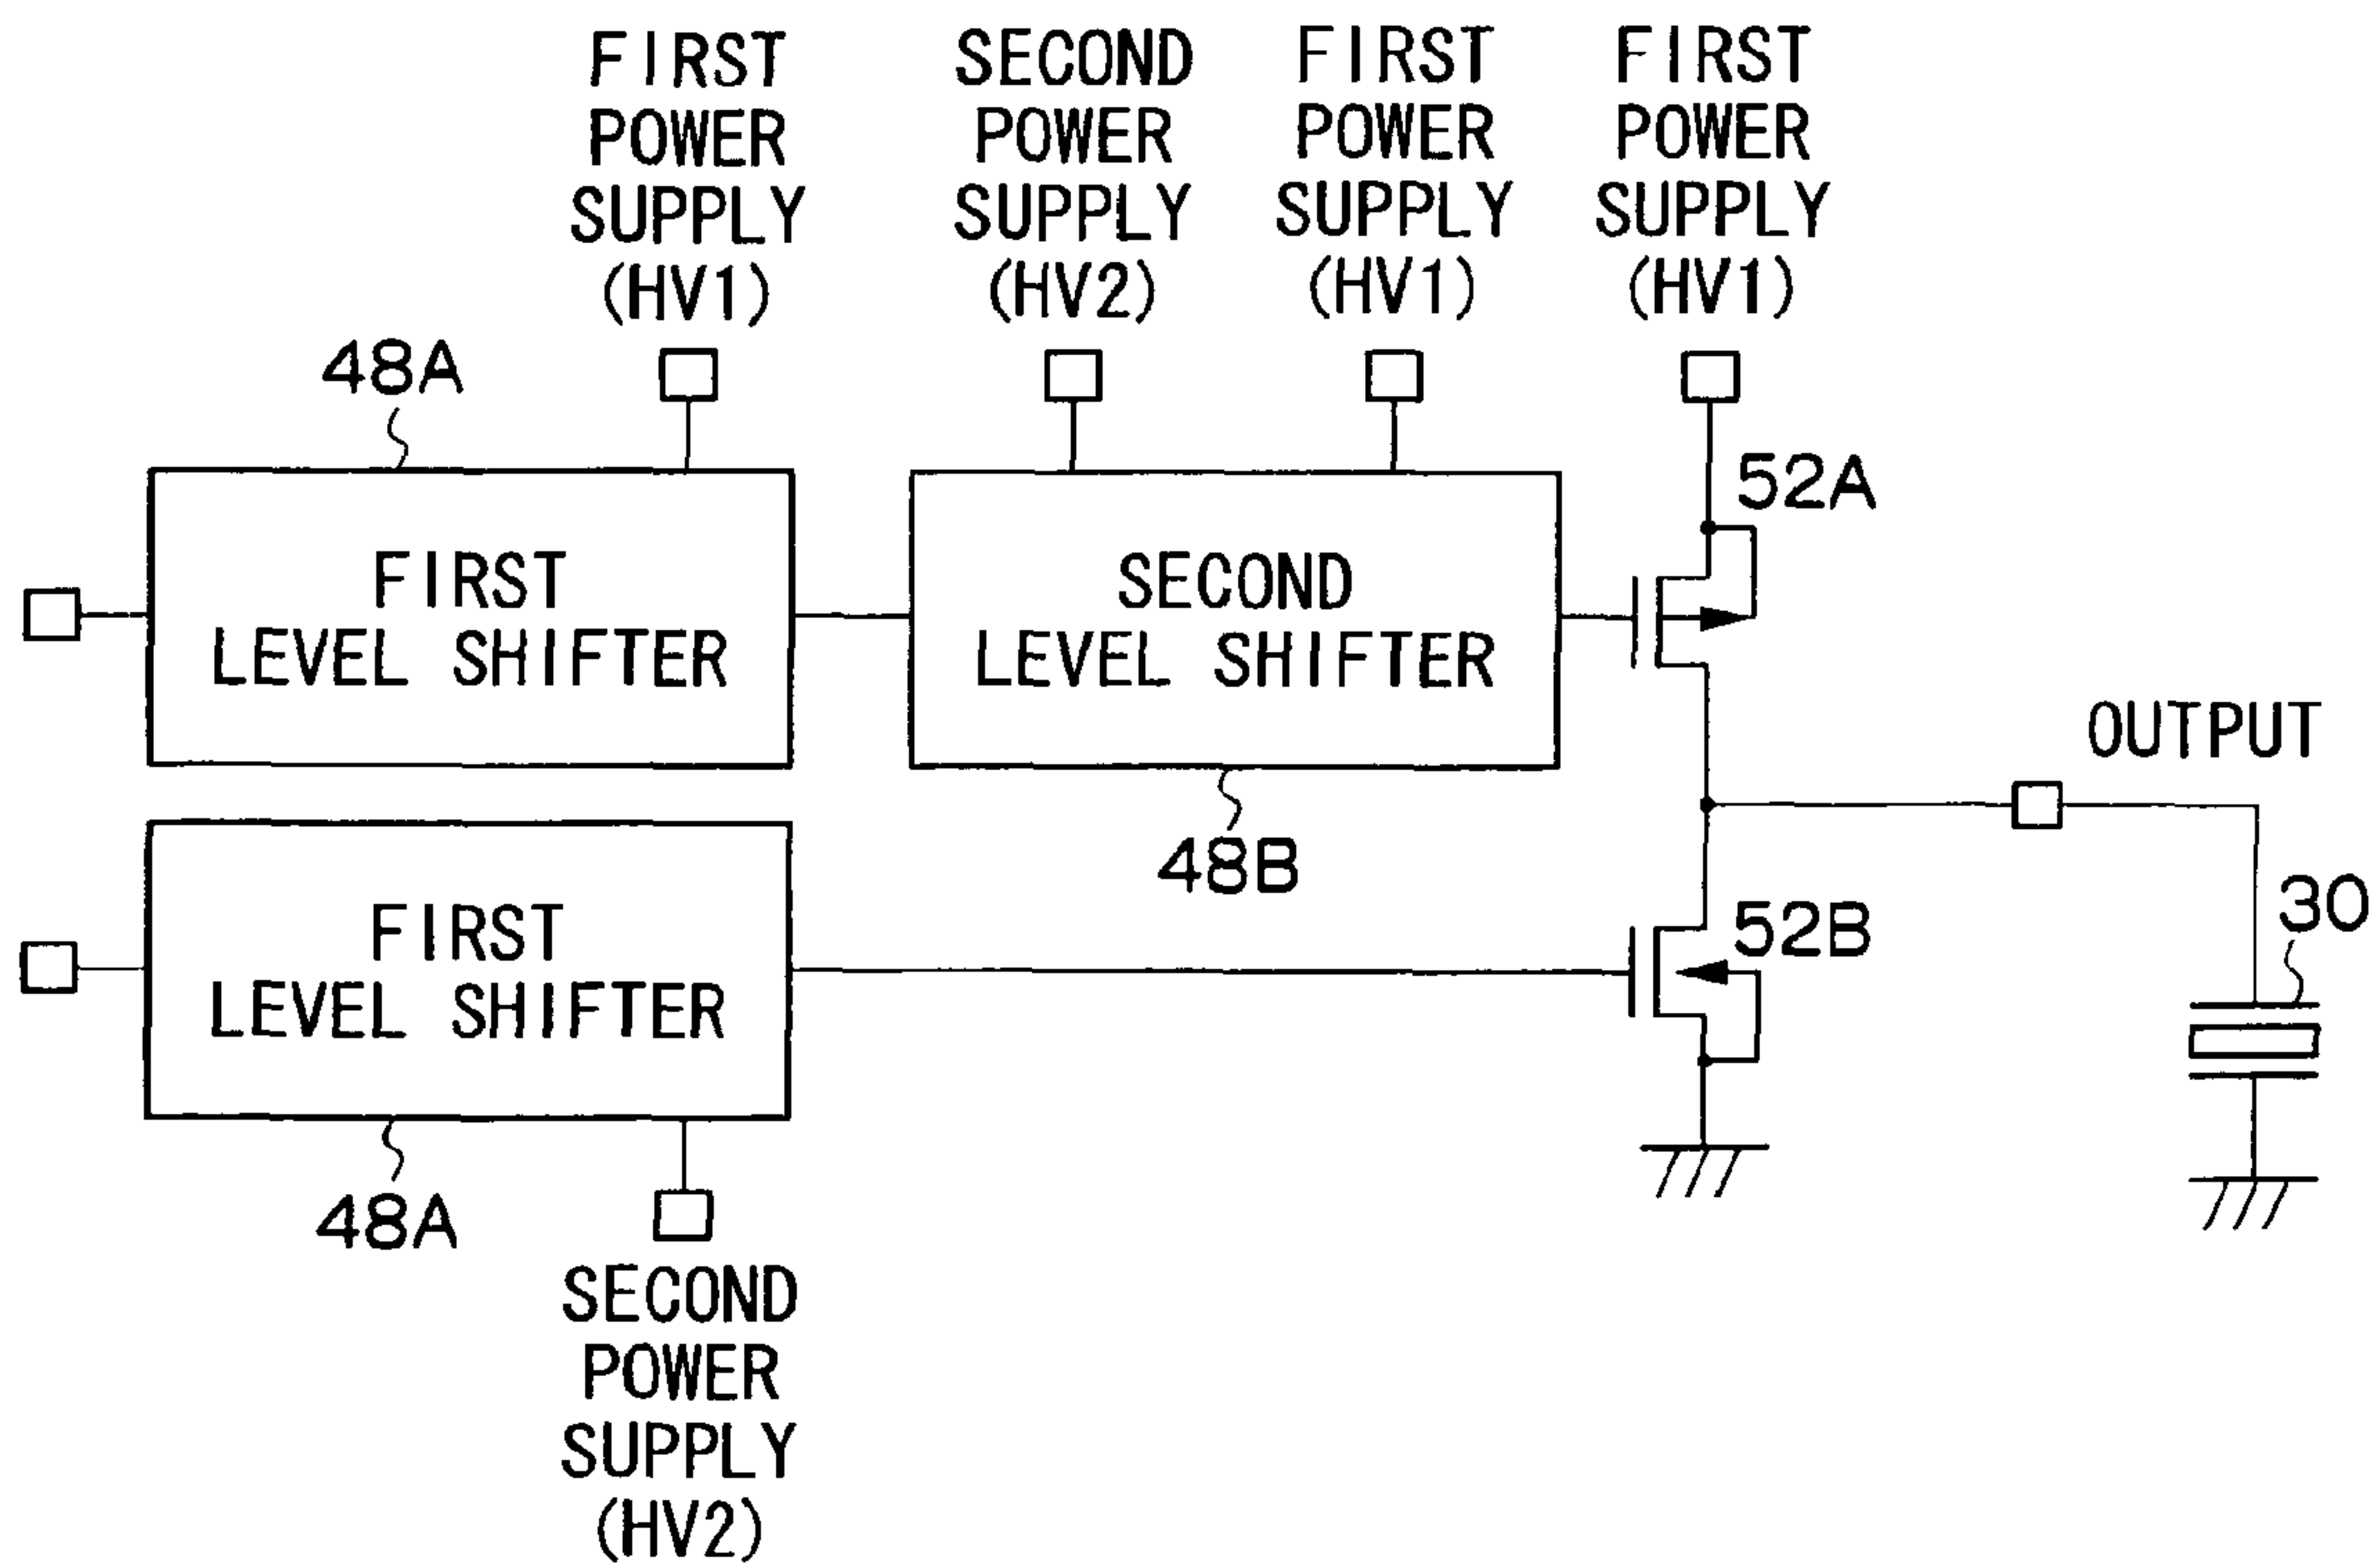 FIRST
POWER
SUPPLY
(HV1)
SECOND
POWER
SUPPLY
(HV2)
FIRST
POWER
SUPPLY
(HV1)
FIRST
POWER
SUPPLY
(HV1)
48A
52A
FIRST
LEVEL SHIFTER
SECOND
LEVEL SHIFTER
OUTPUT
48B
30
52B
FIRST
LEVEL SHIFTER
48A
SECOND
POWER
SUPPLY
(HV2)